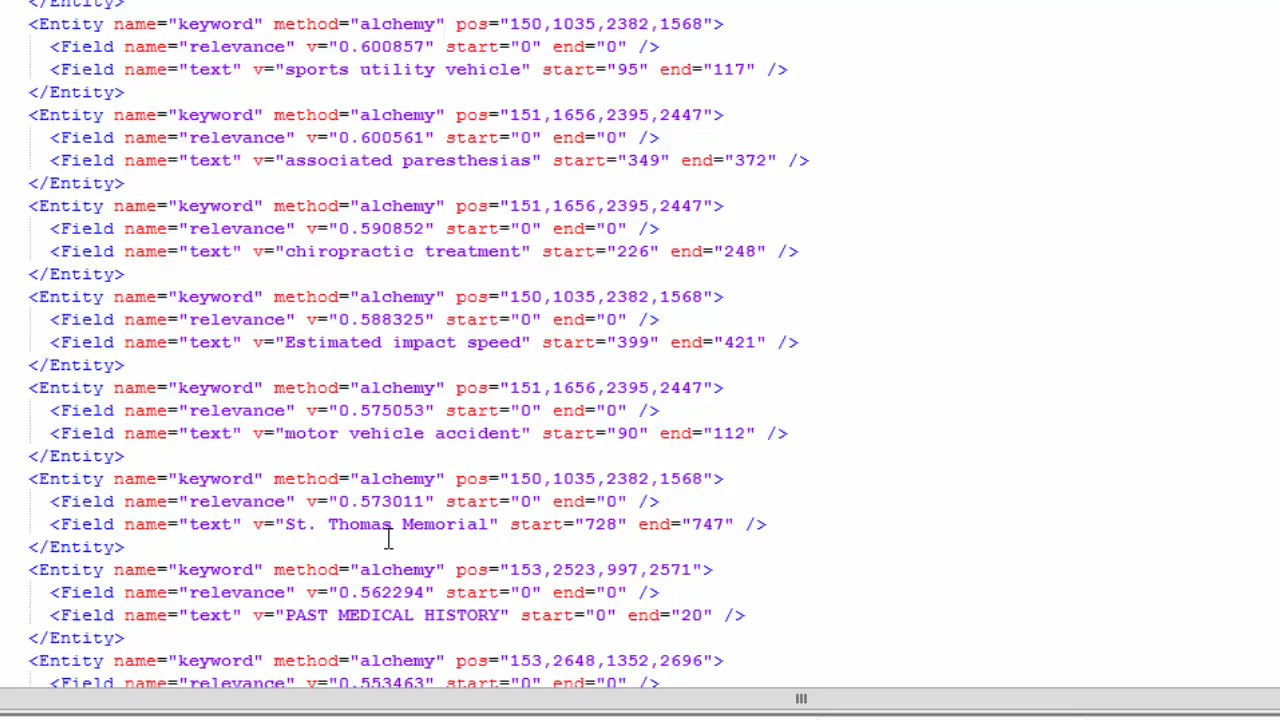 </Entity>
<Entity name="keyword" method="alchemy" pos="150,1035,2382,1568">
<Field name="relevance" v="0.600857" start="0" end="0" />
<Field name="text" v="sports utility vehicle" start="95" end="117" />
</Entity>
<Entity name="keyword" method="alchemy" pos="151,1656,2395,2447">
<Field name="relevance" v="0.600561" start="0" end="0" />
<Field name="text" v="associated paresthesias" start="349" end="372" />
</Entity>
<Entity name="keyword" method="alchemy" pos="151,1656,2395,2447">
<Field name="relevance" v="0.590852" start="0" end="0" />
<Field name="text" v="chiropractic treatment" start="226" end="248" />
</Entity>
<Entity name="keyword" method="alchemy" pos="150,1035,2382,1568">
<Field name="relevance" v="0.588325" start="0" end="0" />
<Field name="text" v="Estimated impact speed" start="399" end="421" />
</Entity>
<Entity name="keyword" method="alchemy" pos="151,1656,2395,2447">
<Field name="relevance" v="0.575053" start="0" end="0" />
<Field name="text" v="motor vehicle accident" start="90" end="112" />
</Entity>
<Entity name="keyword" method="alchemy" pos="150,1035,2382,1568">
<Field name="relevance" v="0.573011" start="0" end="0" />
<Field name="text" v="St. Thomas Memorial" start="728" end="747" />
</Entity>
<Entity name="keyword" method="alchemy" pos="153,2523,997,2571">
<Field name="relevance" v="0.562294" start="0" end="0" />
<Field name="text" v="PAST MEDICAL HISTORY" start="0" end="20" />
</Entity>
<Entity name="keyword" method="alchemy" pos="153,2648,1352,2696">
<Field name="relevance" v="0.553463" start="0" end="0" />